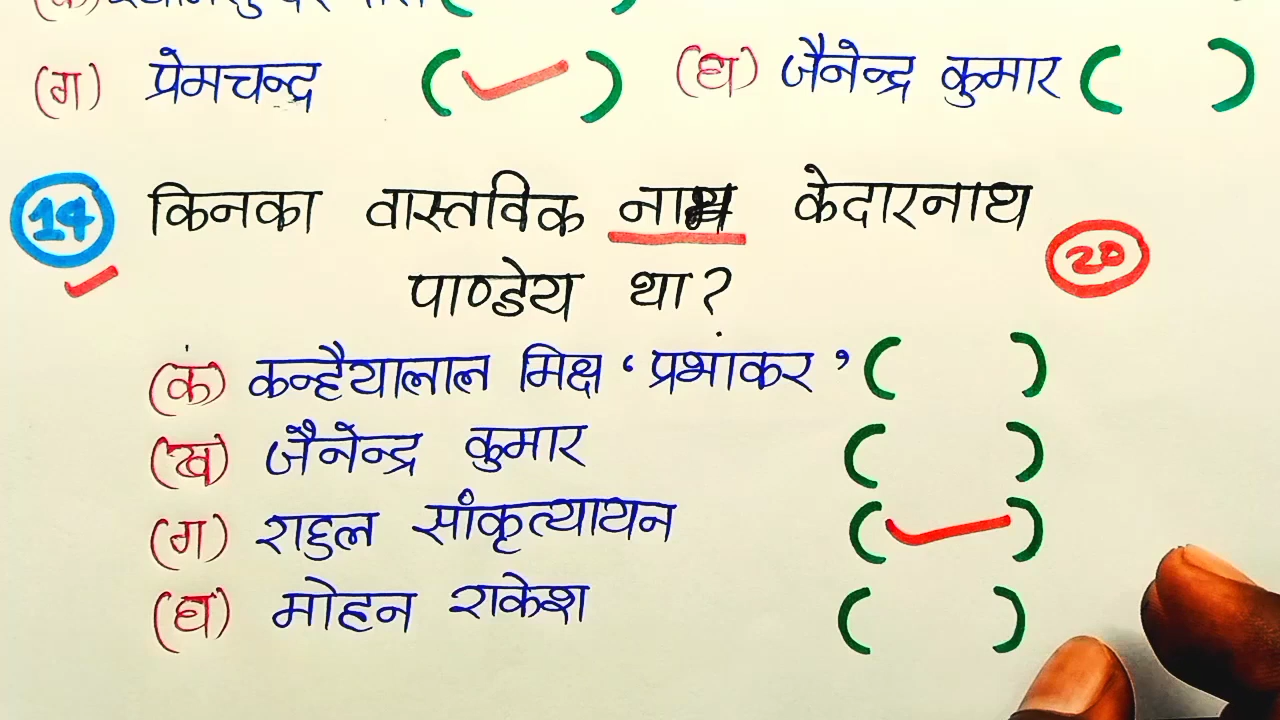 (ग) प्रेमचन्द्र ( ✓ ) (घ) जैनेन्द्र कुमार ( )
14 किनका वास्तविक नाम केदारनाथ
20
पाण्डेय था?
(क) कन्हैयालाल मिक्ष ‘प्रभांकर’ ( )
(ख) जैनेन्द्र कुमार ( )
(ग) राहुल सांकृत्यायन ( ✓ )
(घ) मोहन राकेश ( )